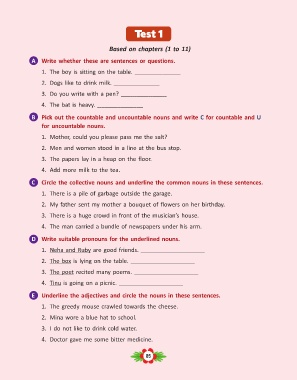 Test 1
Based on chapters (1 to 11)
A Write whether these are sentences or questions.
1. The boy is sitting on the table. ____________
2. Dogs like to drink milk. ____________
3. Do you write with a pen? ____________
4. The bat is heavy. ____________
B Pick out the countable and uncountable nouns and write C for countable and U
for uncountable nouns.
1. Mother, could you please pass me the salt?
2. Men and women stood in a line at the bus stop.
3. The papers lay in a heap on the floor.
4. Add more milk to the tea.
C Circle the collective nouns and underline the common nouns in these sentences.
1. There is a pile of garbage outside the garage.
2. My father sent my mother a bouquet of flowers on her birthday.
3. There is a huge crowd in front of the musician's house.
4. The man carried a bundle of newspapers under his arm.
D Write suitable pronouns for the underlined nouns.
1. Neha and Ruby are good friends. ____________
2. The box is lying on the table. ____________
3. The poet recited many poems. ____________
4. Tinu is going on a picnic. ____________
E Underline the adjectives and circle the nouns in these sentences.
1. The greedy mouse crawled towards the cheese.
2. Mina wore a blue hat to school.
3. I do not like to drink cold water.
4. Doctor gave me some bitter medicine.